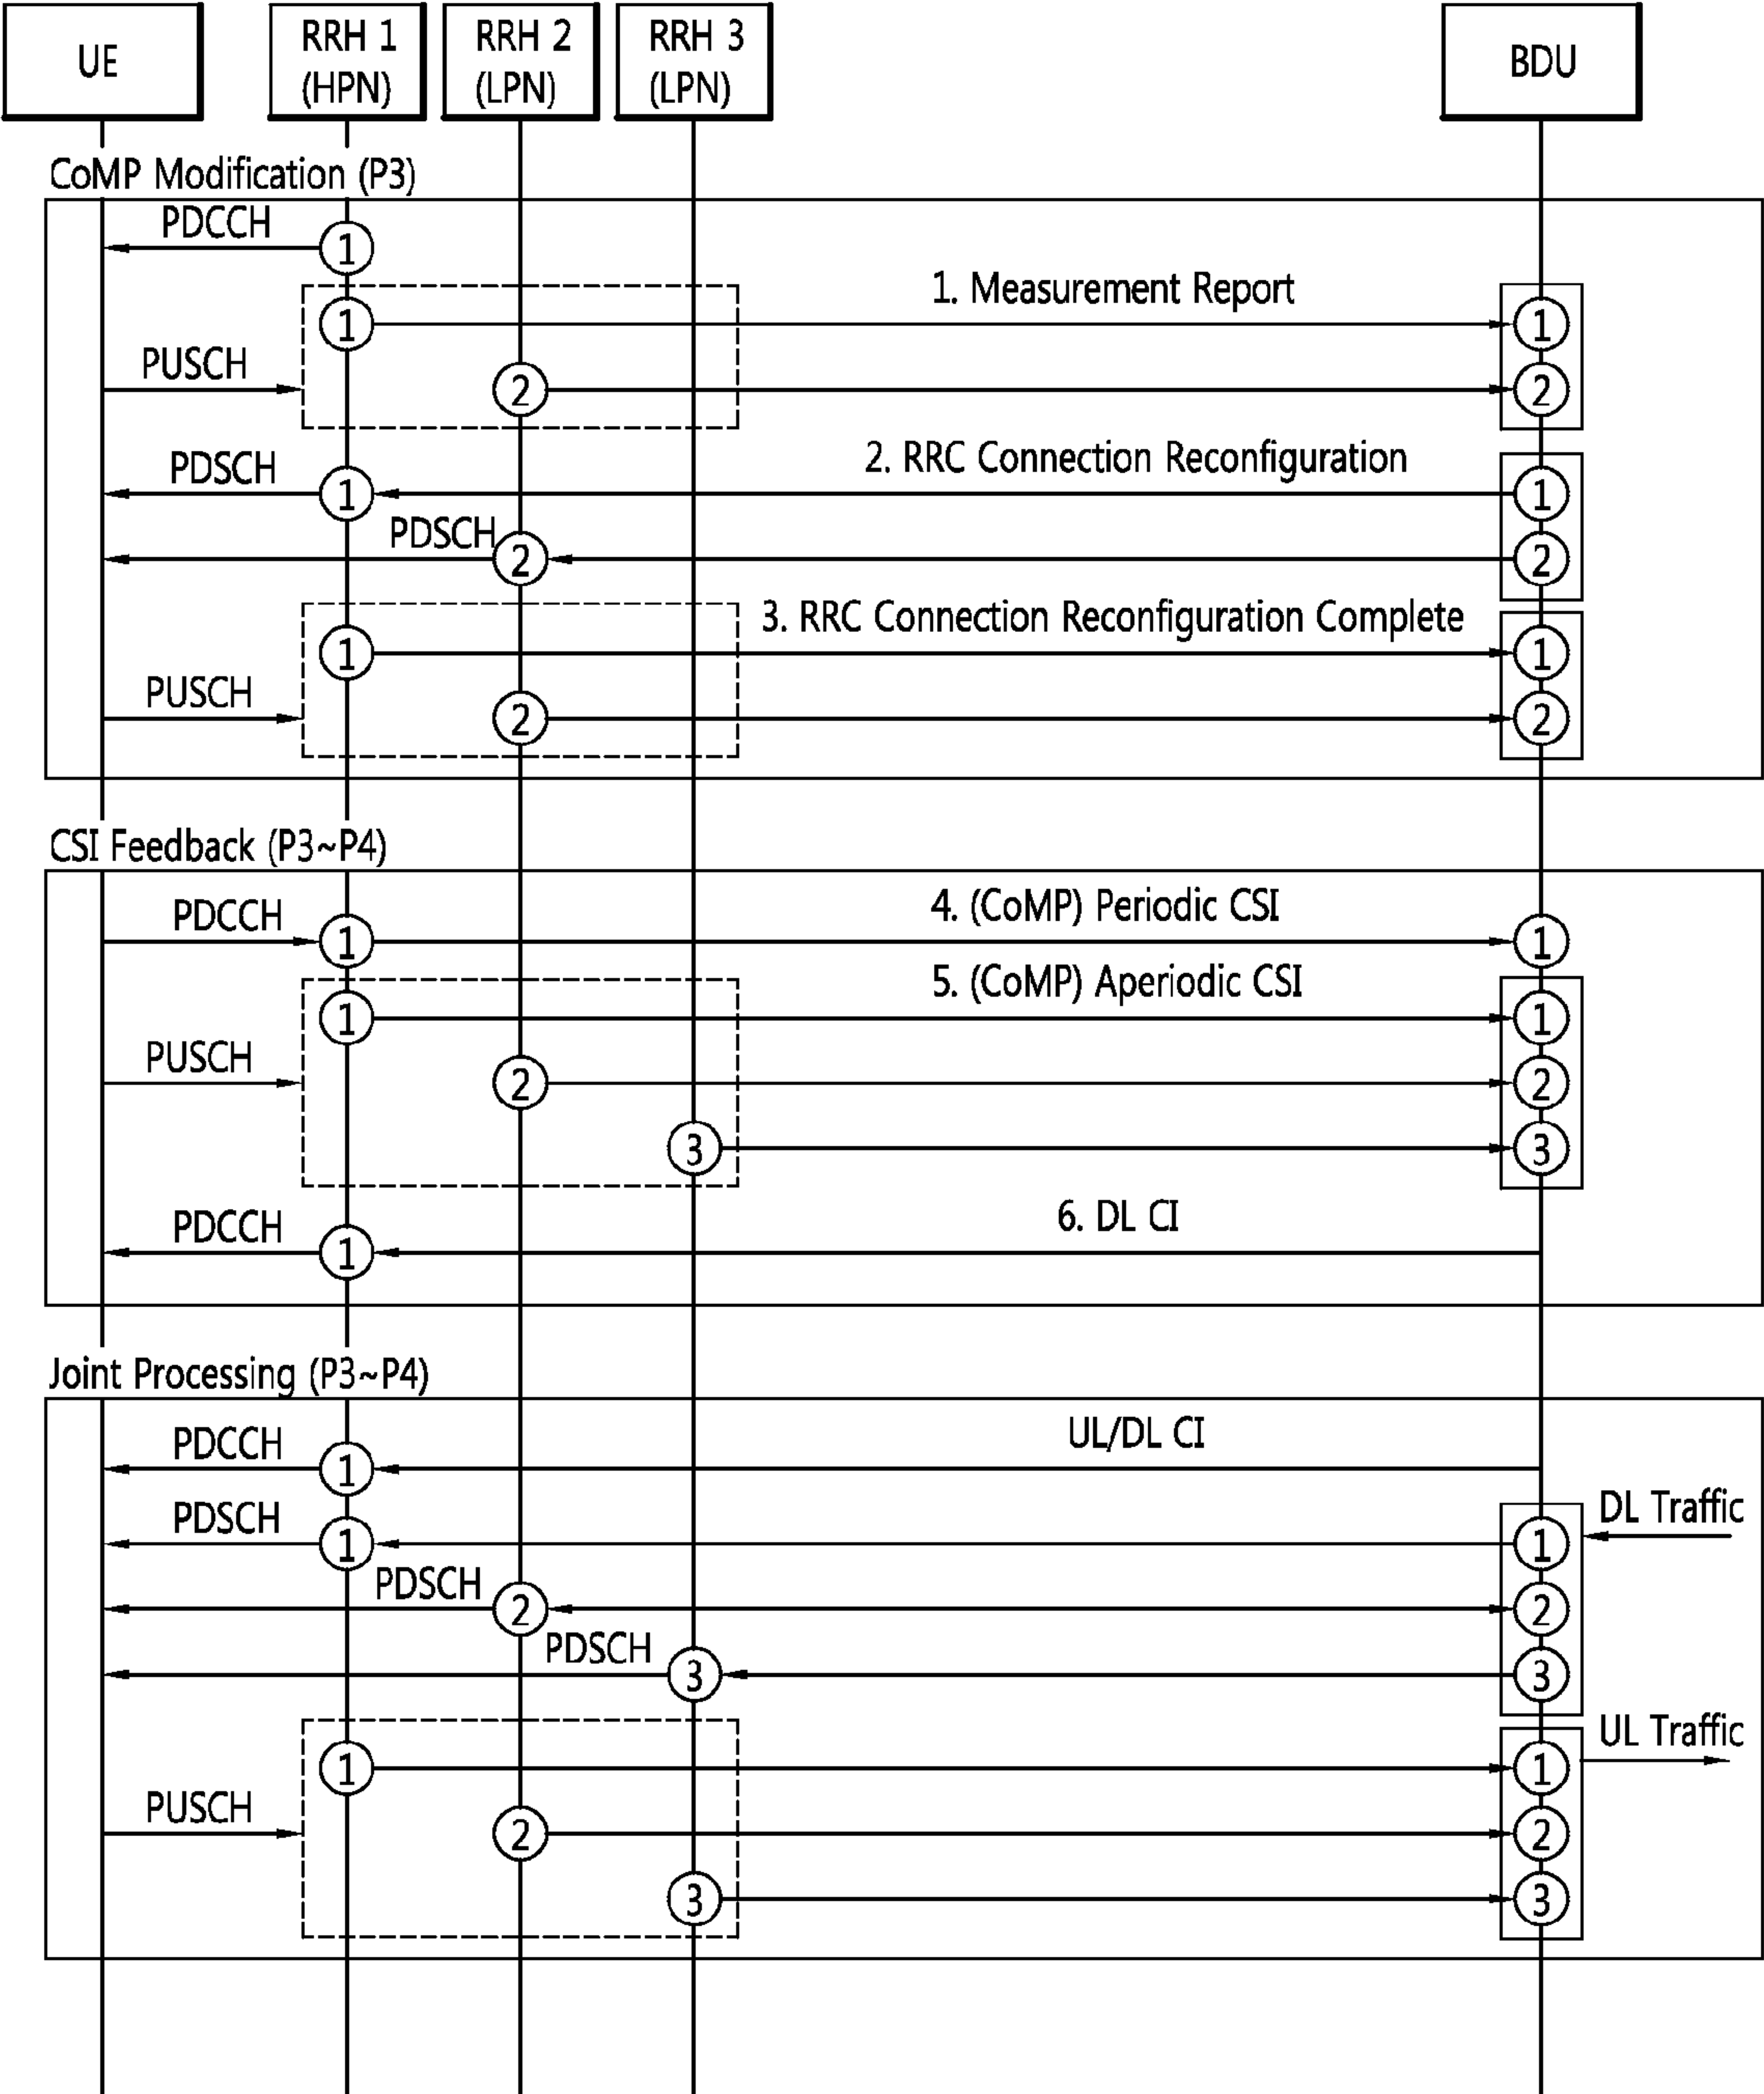 UE
RRH 1
(HPN)
RRH 2
(LPN)
RRH 3
(LPN)
BDU
CoMP Modification (P3)
PDCCH
1
1. Measurement Report
1
1
PUSCH
2
2
2. RRC Connection Reconfiguration
PDSCH
1
1
PDSCH
2
2
3. RRC Connection Reconfiguration Complete
1
1
PUSCH
2
2
CSI Feedback (P3~P4)
4. (CoMP) Periodic CSI
PDCCH
1
1
5. (CoMP) Aperiodic CSI
1
1
PUSCH
2
2
3
3
6. DL CI
PDCCH
1
Joint Processing (P3~P4)
UL/DL CI
PDCCH
1
DL Traffic
PDSCH
1
1
PDSCH
2
2
PDSCH
3
3
UL Traffic
1
1
PUSCH
2
2
3
3